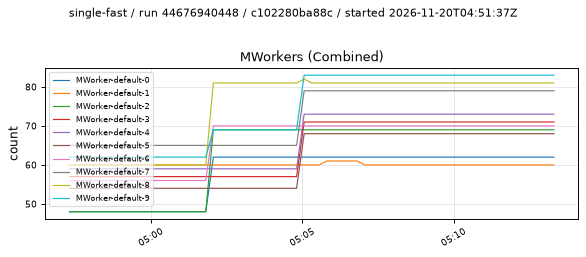 single-fast / run 44676940448 / c102280ba88c / started 2026-11-20T04:51:37Z
MWorkers (Combined)
count
80
70
60
50
MWorker-default-0
MWorker-default-1
MWorker-default-2
MWorker-default-3
MWorker-default-4
MWorker-default-5
MWorker-default-6
MWorker-default-7
MWorker-default-8
MWorker-default-9
05:00
05:05
05:10